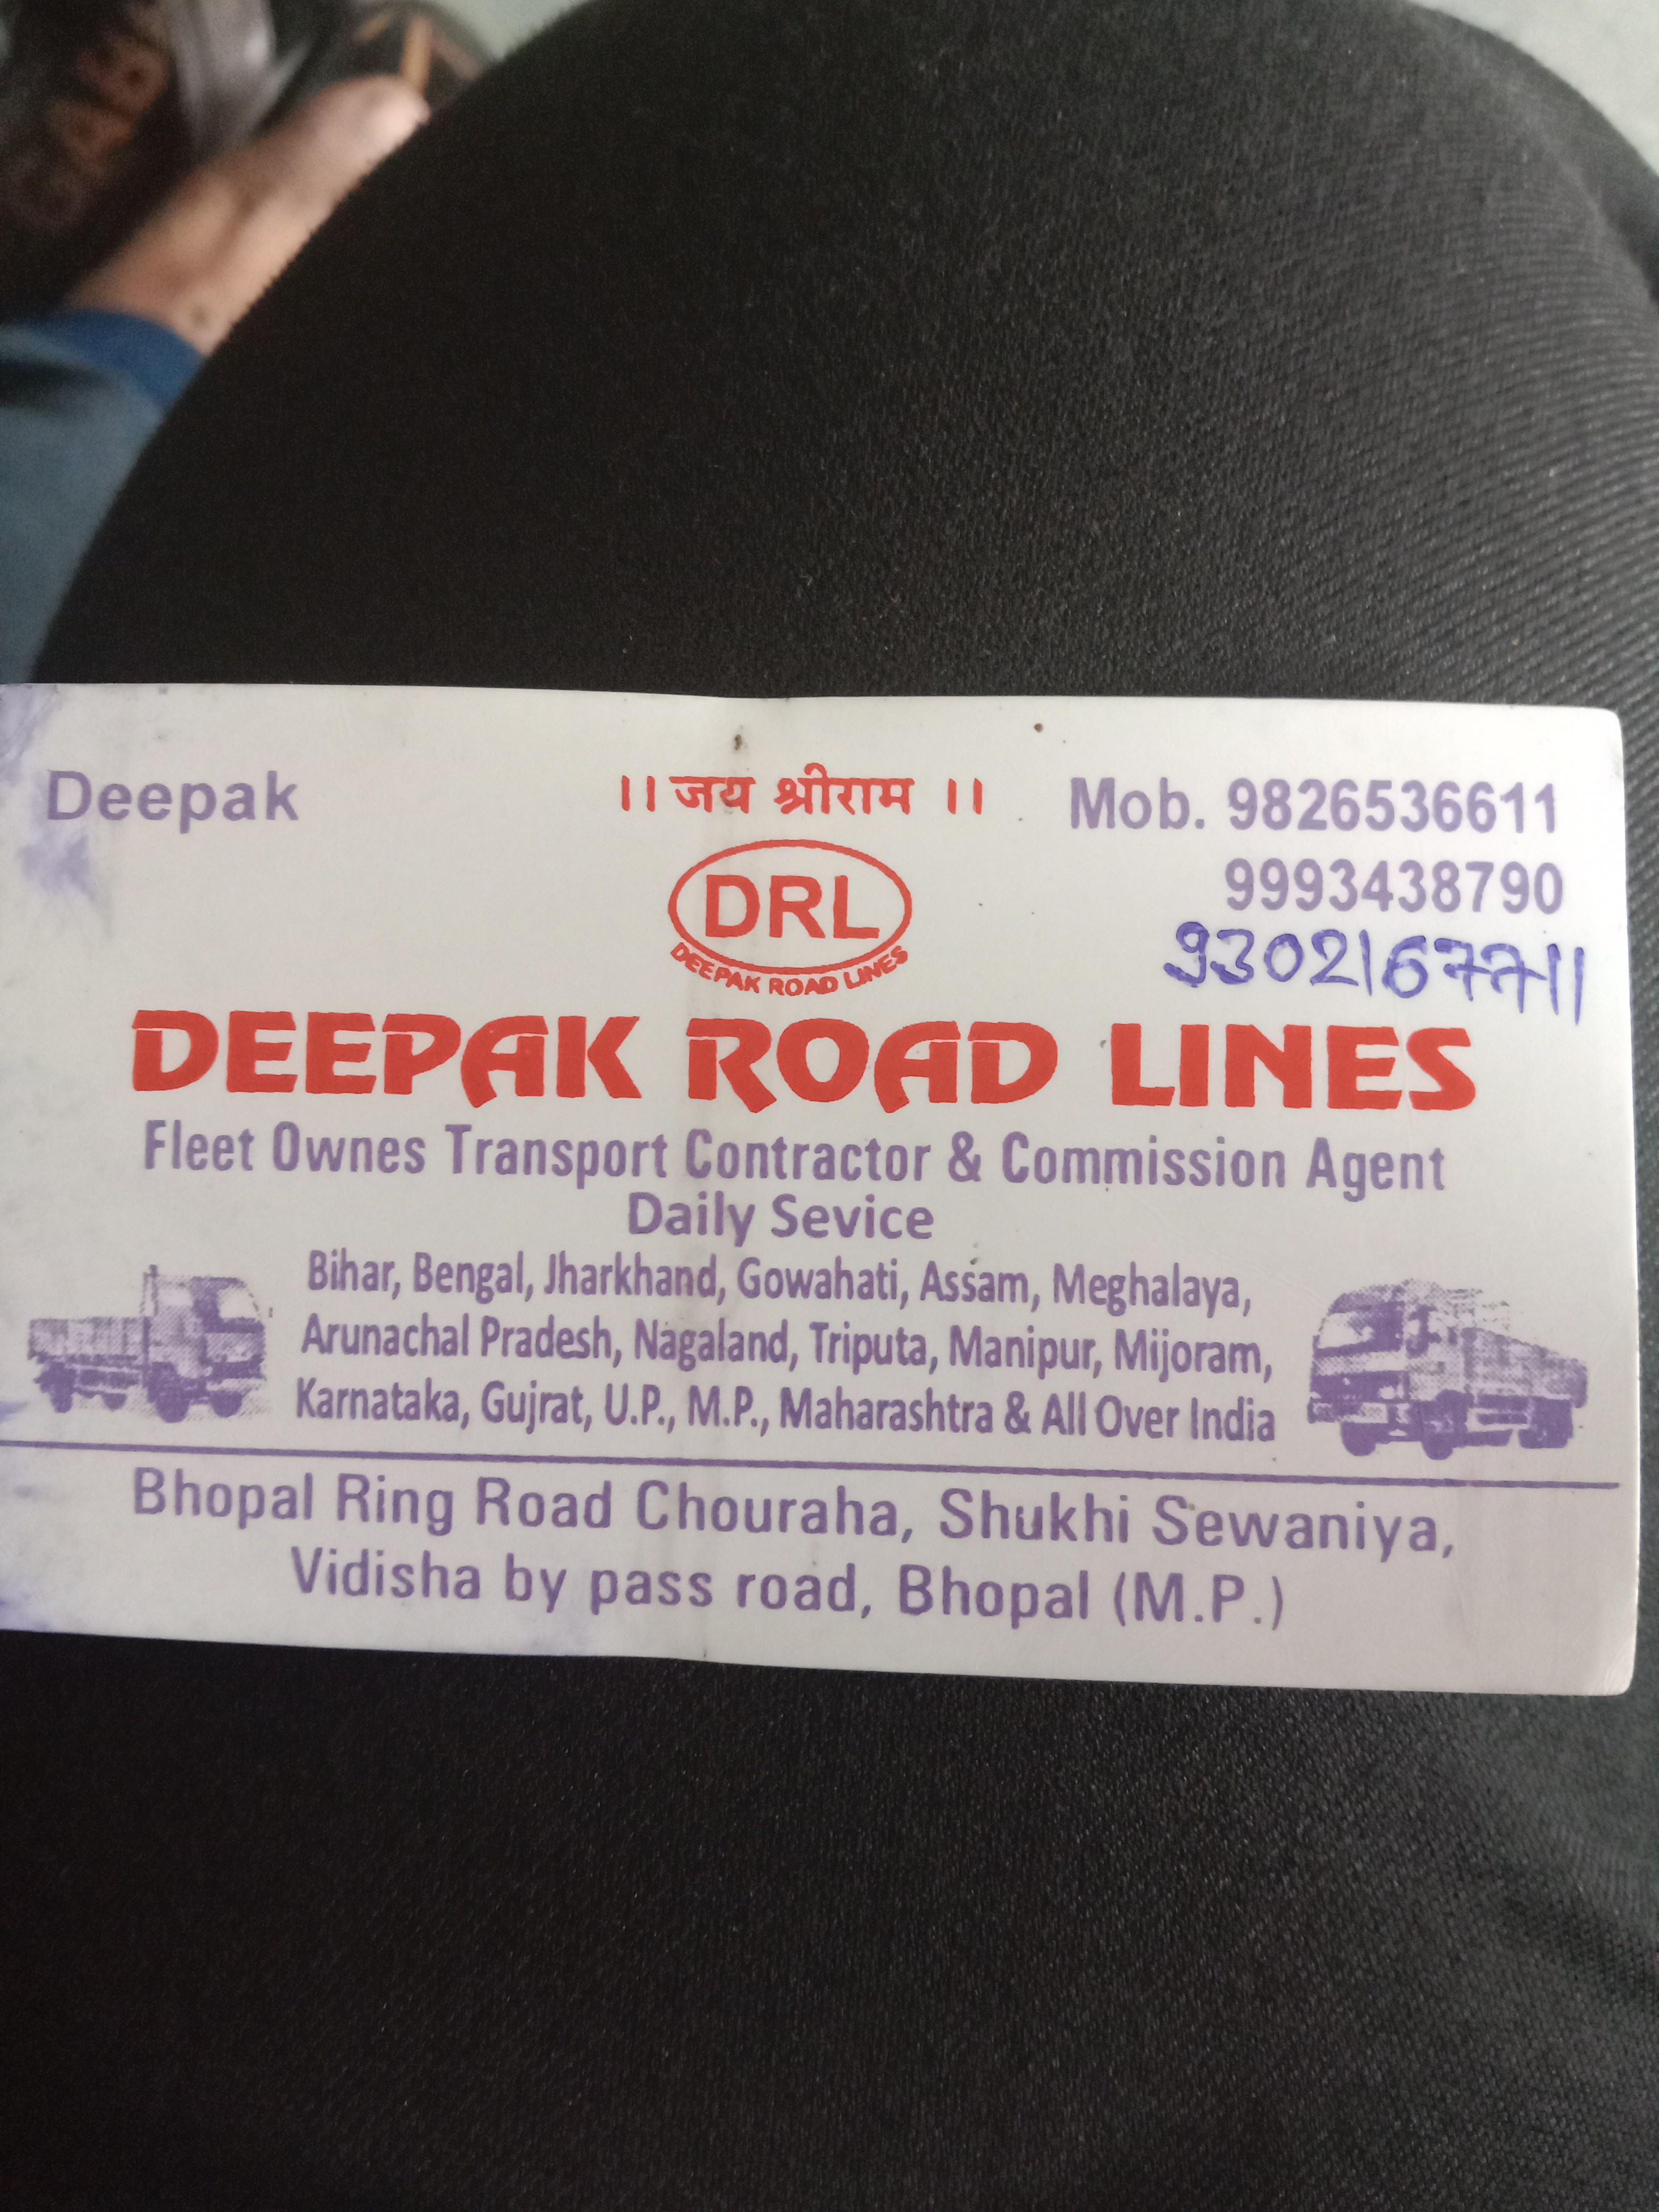 Deepak
।। जय श्रीराम ।।
Mob. 9826536611
9993438790
9302167711
DRL
DEEPAK ROAD LINES
DEEPAK ROAD LINES
Fleet Ownes Transport Contractor & Commission Agent
Daily Sevice
Bihar, Bengal, Jharkhand, Gowahati, Assam, Meghalaya,
Arunachal Pradesh, Nagaland, Triputa, Manipur, Mijoram,
Karnataka, Gujrat, U.P., M.P., Maharashtra & All Over India
Bhopal Ring Road Chouraha, Shukhi Sewaniya,
Vidisha by pass road, Bhopal (M.P.)